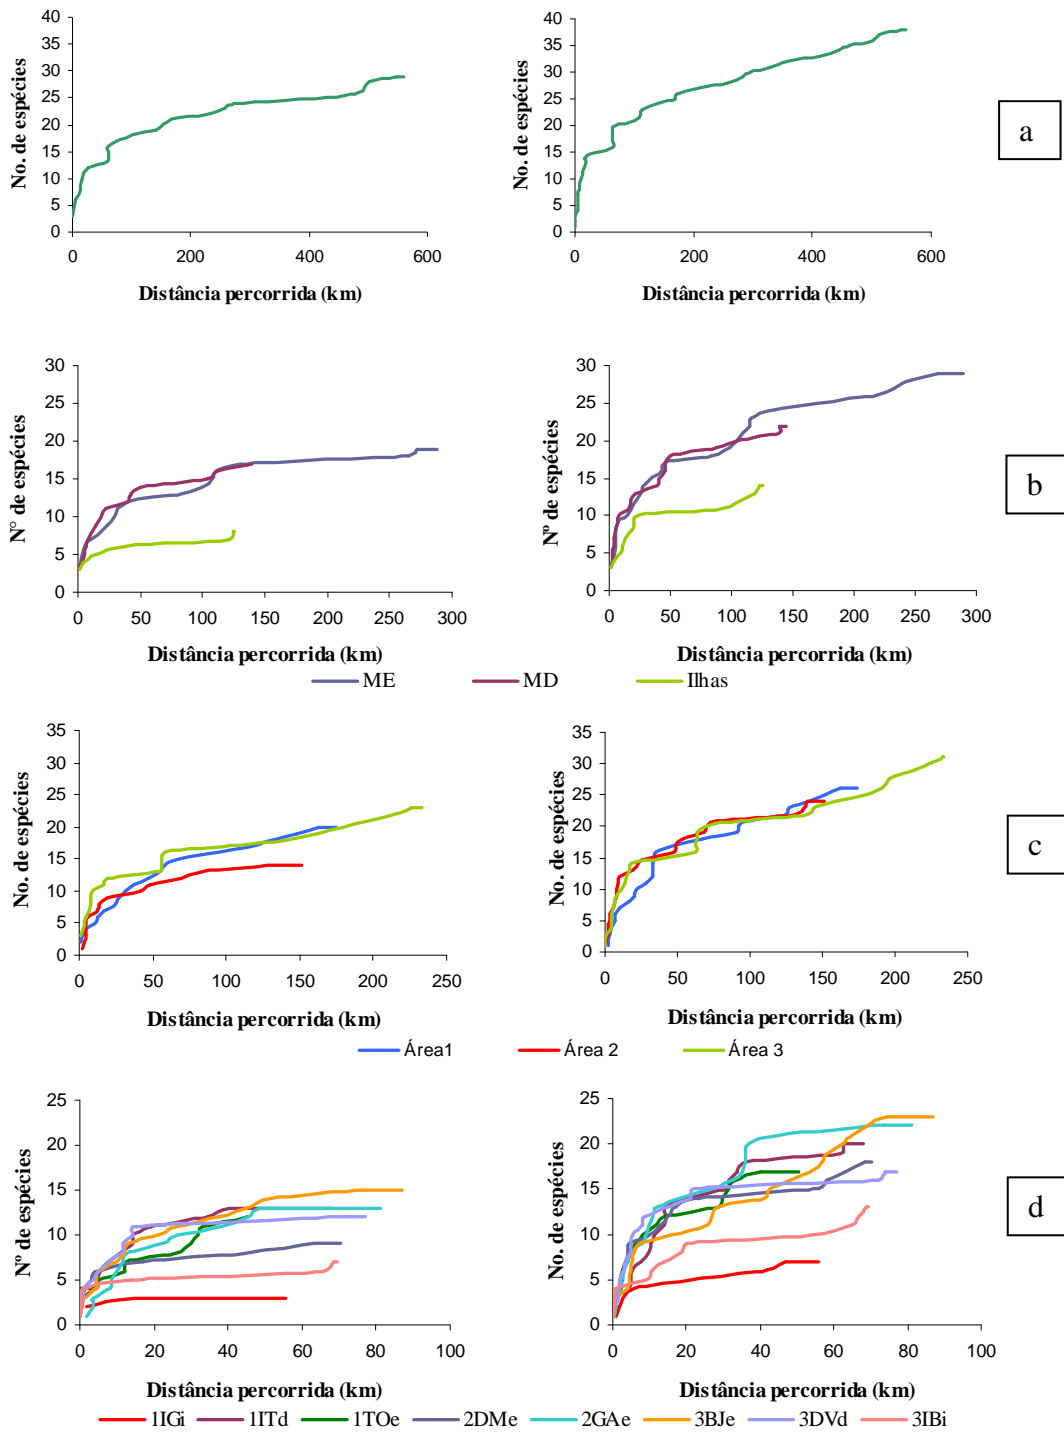 40
35
30
25
20
15
10
5
0
No. de espécies
0 200 400 600
Distância percorrida (km)
40
35
30
25
20
15
10
5
0
No. de espécies
0 200 400 600
Distância percorrida (km)
a
30
25
20
15
10
5
0
N° de espécies
0 50 100 150 200 250 300
Distância percorrida (km)
30
25
20
15
10
5
0
Nº de espécies
0 50 100 150 200 250 300
Distância percorrida (km)
b
ME MD Ilhas
35
30
25
20
15
10
5
0
No. de espécies
0 50 100 150 200 250
Distância percorrida (km)
35
30
25
20
15
10
5
0
No. de espécies
0 50 100 150 200 250
Distância percorrida (km)
c
Área1 Área 2 Área 3
25
20
15
10
5
0
Nº de espécies
0 20 40 60 80 100
Distância percorrida (km)
25
20
15
10
5
0
No. de espécies
0 20 40 60 80 100
Distância percorrida (km)
d
1IGi 1ITd 1TOe 2DMe 2GAe 3BJe 3DVd 3IBi